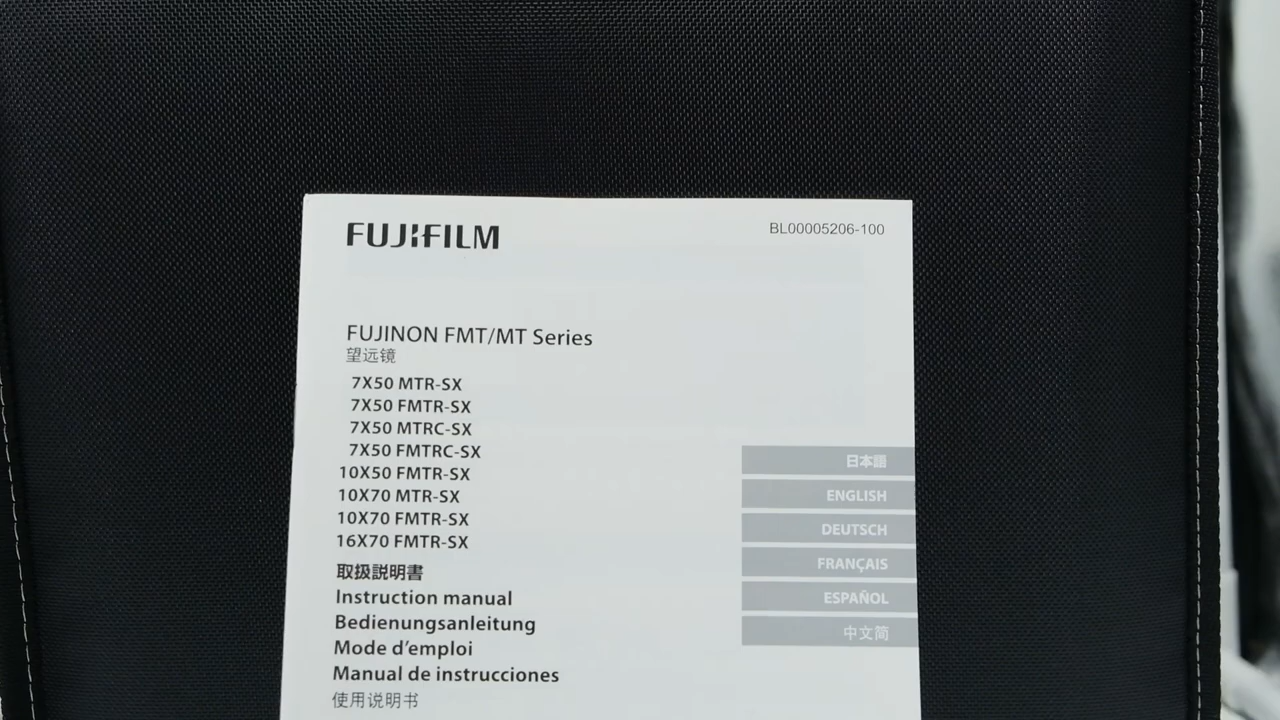 FUJIFILM
BL00005206-100
FUJINON FMT/MT Series
望远镜
7X50 MTR-SX
7X50 FMTR-SX
7X50 MTRC-SX
7X50 FMTRC-SX
10X50 FMTR-SX
10X70 MTR-SX
10X70 FMTR-SX
16X70 FMTR-SX
取扱説明書
Instruction manual
Bedienungsanleitung
Mode d’emploi
Manual de instrucciones
使用说明书
日本語
ENGLISH
DEUTSCH
FRANÇAIS
ESPAÑOL
中文简